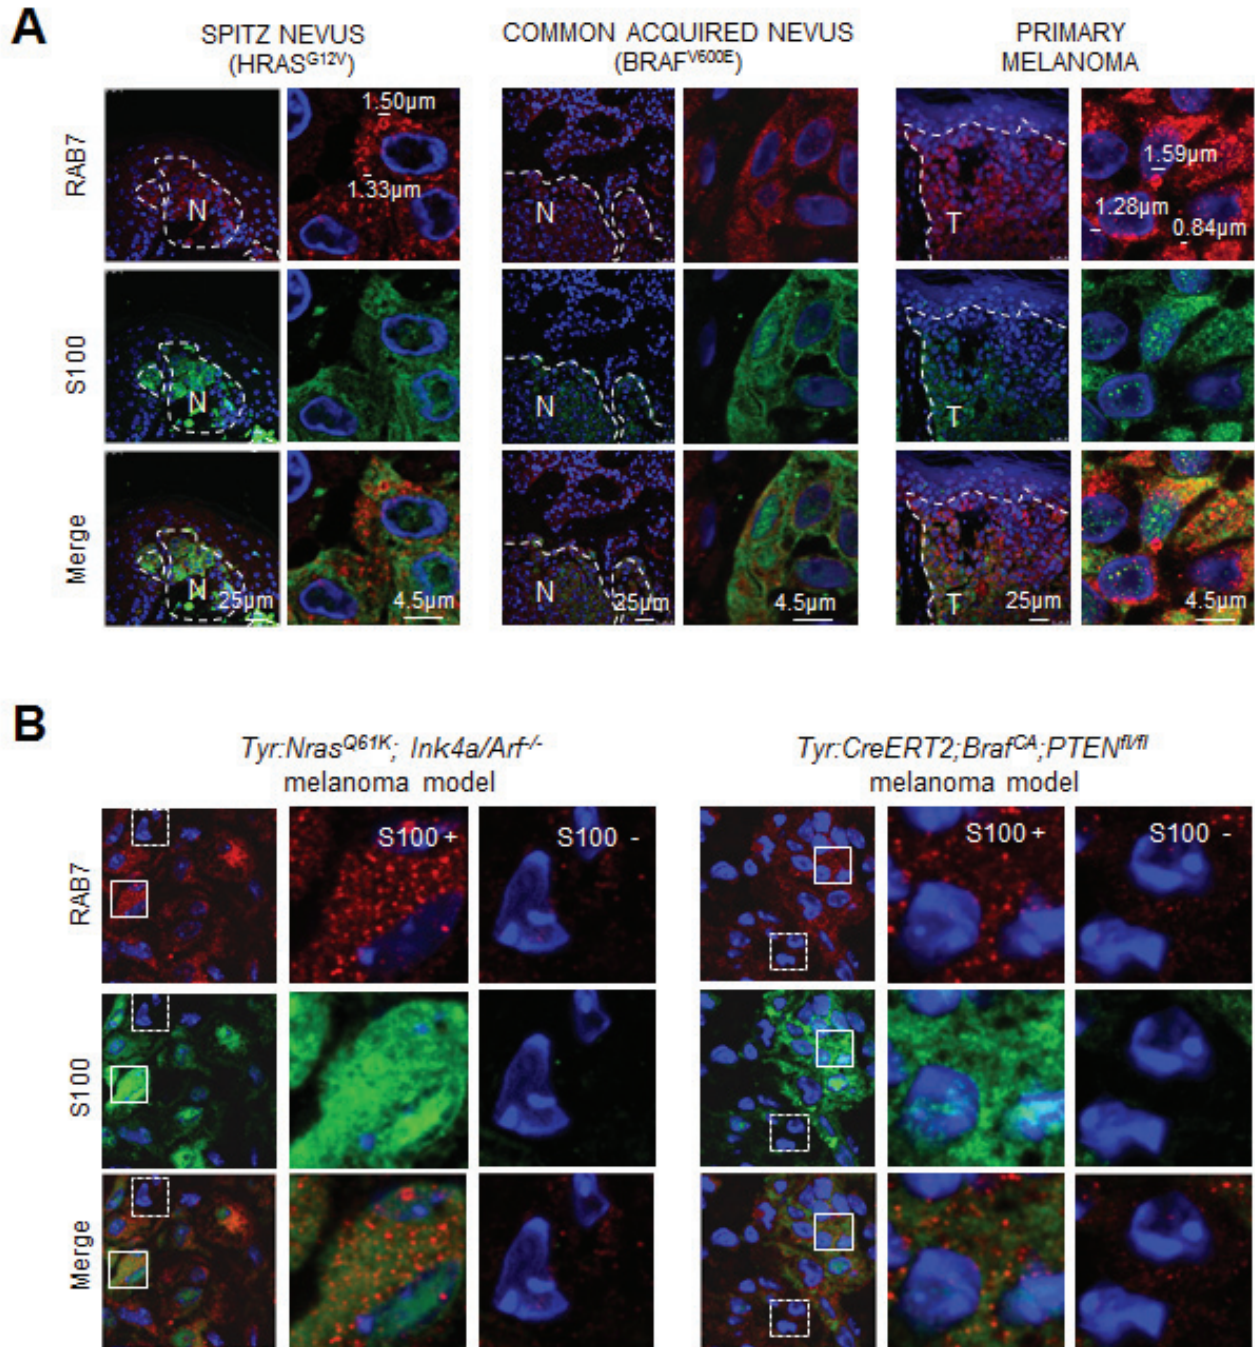 A
SPITZ NEVUS
(HRASG12V)
COMMON ACQUIRED NEVUS
(BRAFV600E)
PRIMARY
MELANOMA
RAB7
1.50µm
1.33µm
N
N
1.59µm
1.28µm
0.84µm
T
S100
N
N
T
Merge
N
25µm
4.5µm
N
25µm
4.5µm
T
25µm
4.5µm
B
Tyr:NrasQ61K; Ink4a/Arf-/-
melanoma model
Tyr:CreERT2;BrafCA;PTENfl/fl
melanoma model
RAB7
S100 +
S100 -
S100 +
S100 -
S100
Merge